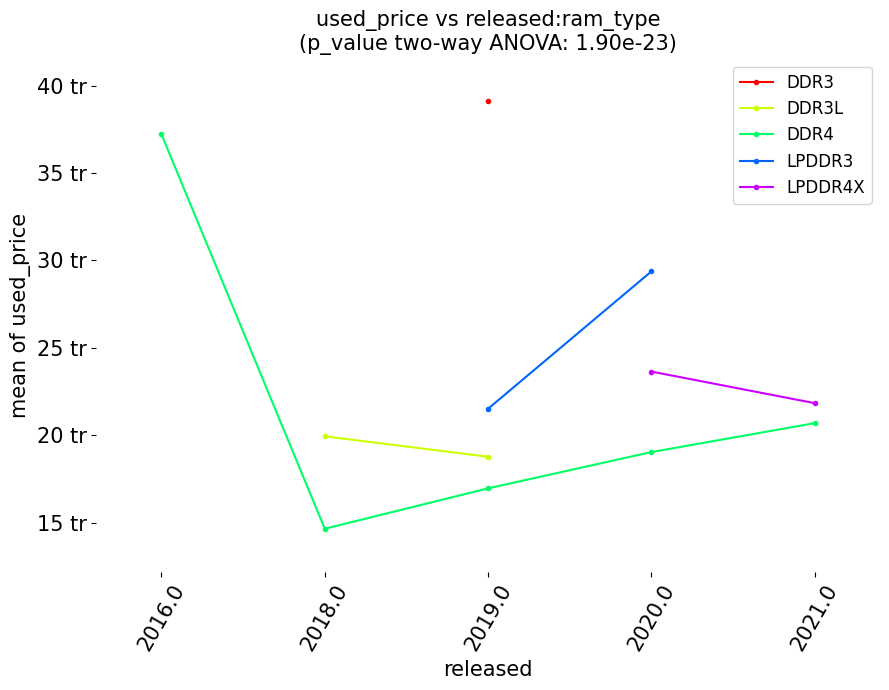 used_price vs released:ram_type
(p_value two-way ANOVA: 1.90e-23)
40 tr
35 tr
30 tr
25 tr
20 tr
15 tr
mean of used_price
DDR3
DDR3L
DDR4
LPDDR3
LPDDR4X
2016.0
2018.0
2019.0
2020.0
2021.0
released